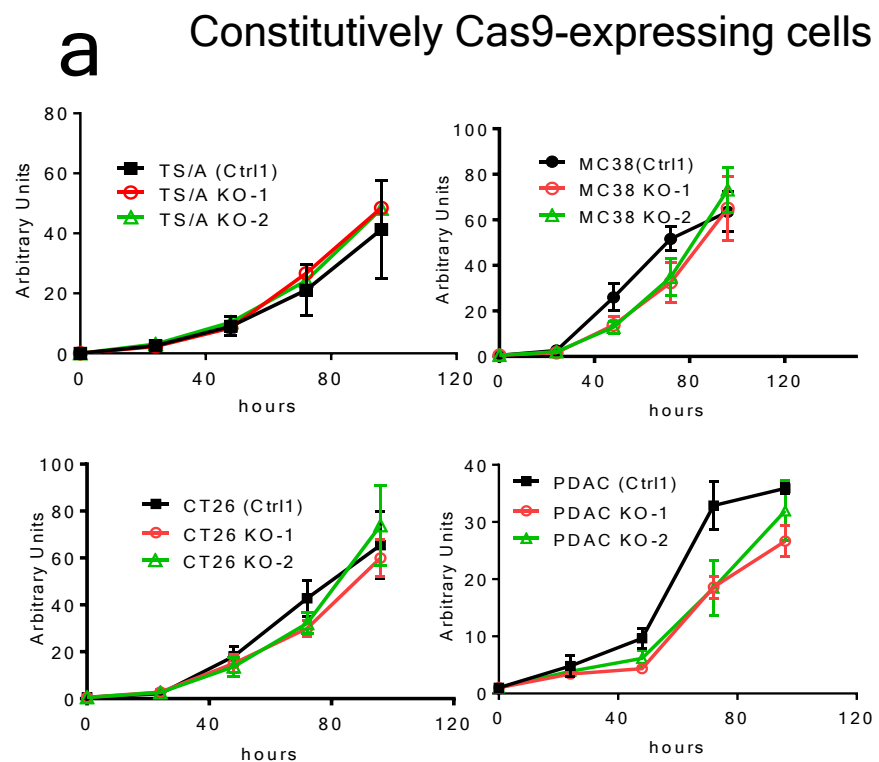 a
Constitutively Cas9-expressing cells
80
60
40
20
0
Arbitrary Units
TS/A (Ctrl1)
TS/A KO-1
TS/A KO-2
0 40 80 120
hours
100
80
60
40
20
0
Arbitrary Units
MC38(Ctrl1)
MC38 KO-1
MC38 KO-2
0 40 80 120
hours
100
80
60
40
20
0
Arbitrary Units
CT26 (Ctrl1)
CT26 KO-1
CT26 KO-2
0 40 80 120
hours
40
30
20
10
0
Arbitrary Units
PDAC (Ctrl1)
PDAC KO-1
PDAC KO-2
0 40 80 120
hours